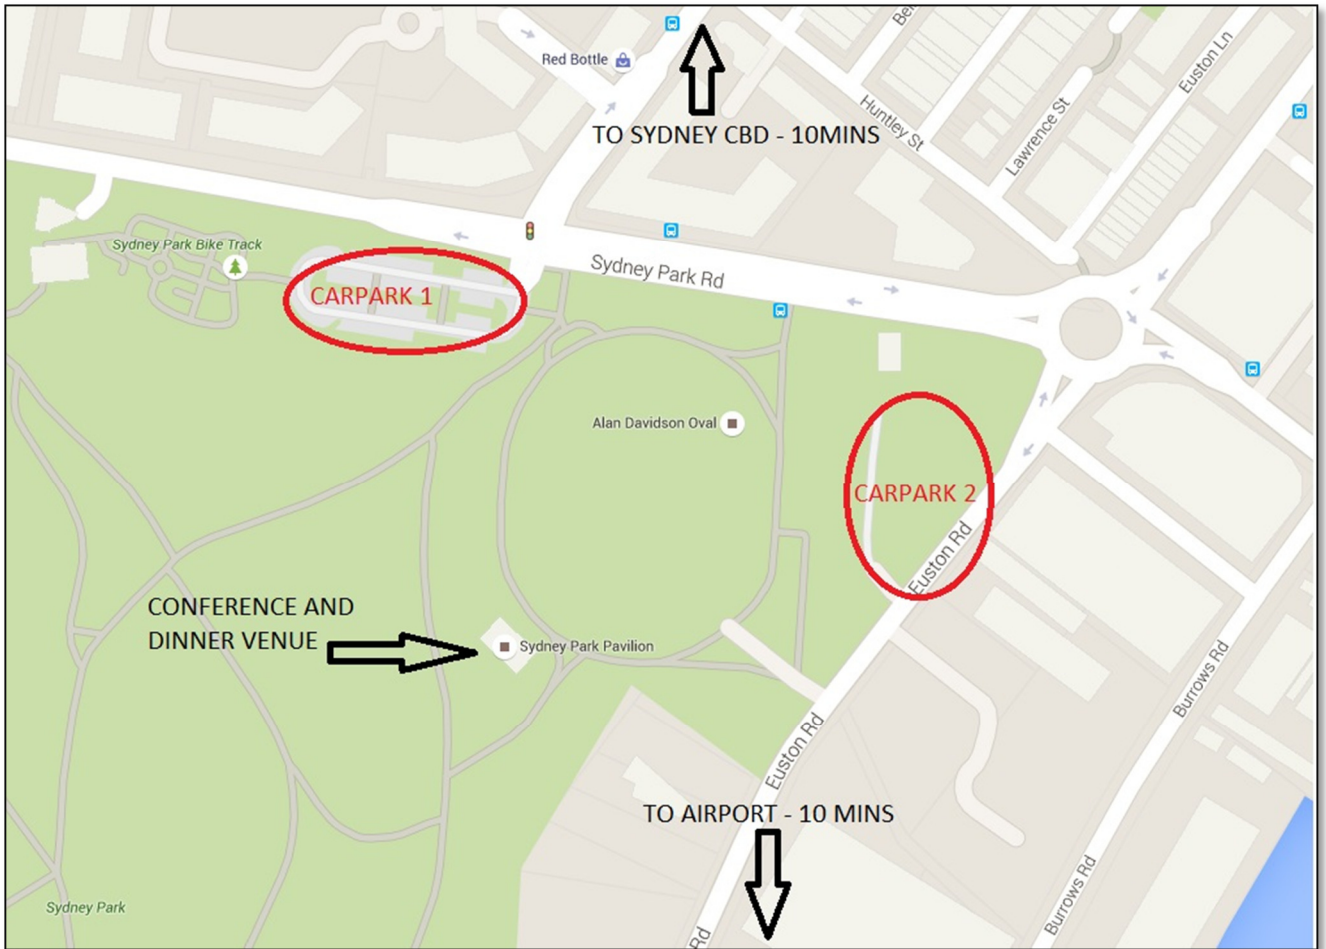 Be
Red Bottle
Euston Ln
TO SYDNEY CBD - 10MINS
Huntley St
Lawrence St
Sydney Park Bike Track
Sydney Park Rd
CARPARK 1
Alan Davidson Oval
CARPARK 2
Euston Rd
CONFERENCE AND
DINNER VENUE
Sydney Park Pavilion
Burrows Rd
Euston Rd
TO AIRPORT - 10 MINS
Burrows Rd
Sydney Park
Rd